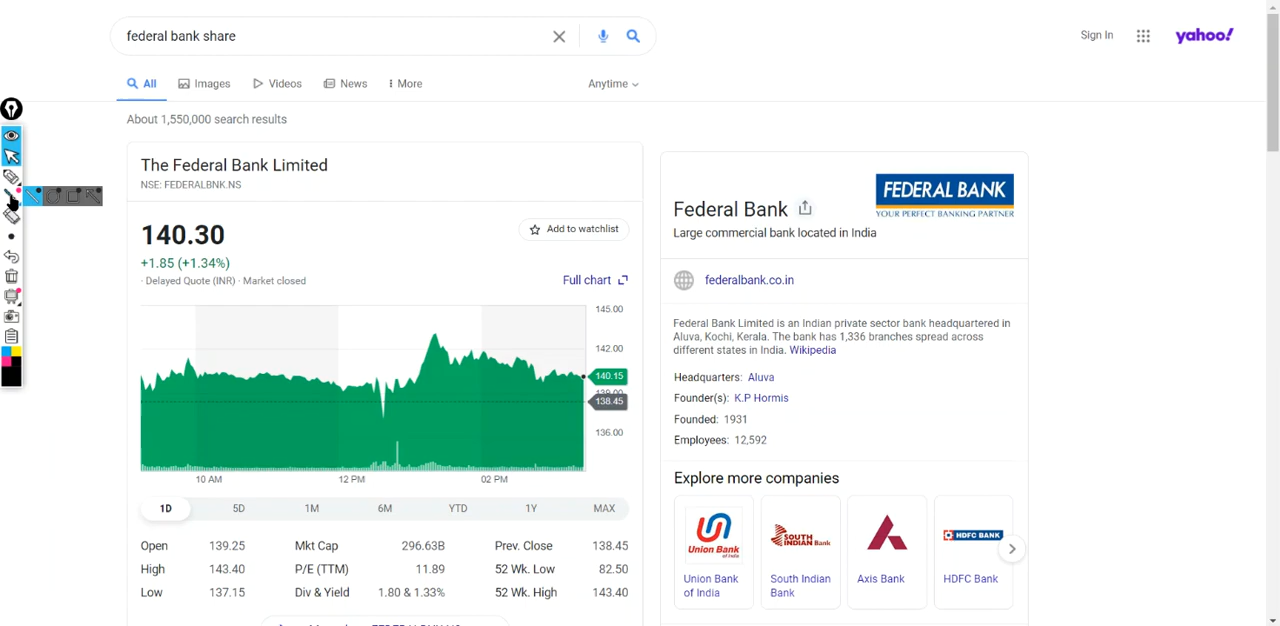 federal bank share
Sign In
yahoo!
All Images Videos News More Anytime
About 1,550,000 search results
The Federal Bank Limited
NSE: FEDERALBNK.NS
140.30
Add to watchlist
+1.85 (+1.34%)
· Delayed Quote (INR) · Market closed
Full chart
145.00
142.00
140.15
139.00
138.45
136.00
10 AM 12 PM 02 PM
1D 5D 1M 6M YTD 1Y MAX
Open 139.25 Mkt Cap 296.63B Prev. Close 138.45
High 143.40 P/E (TTM) 11.89 52 Wk. Low 82.50
Low 137.15 Div & Yield 1.80 & 1.33% 52 Wk. High 143.40
Federal Bank
Large commercial bank located in India
FEDERAL BANK
YOUR PERFECT BANKING PARTNER
federalbank.co.in
Federal Bank Limited is an Indian private sector bank headquartered in
Aluva, Kochi, Kerala. The bank has 1,336 branches spread across
different states in India. Wikipedia
Headquarters: Aluva
Founder(s): K.P Hormis
Founded: 1931
Employees: 12,592
Explore more companies
Union Bank
of India
SOUTH INDIAN Bank
HDFC BANK
Union Bank
of India
South Indian
Bank
Axis Bank
HDFC Bank